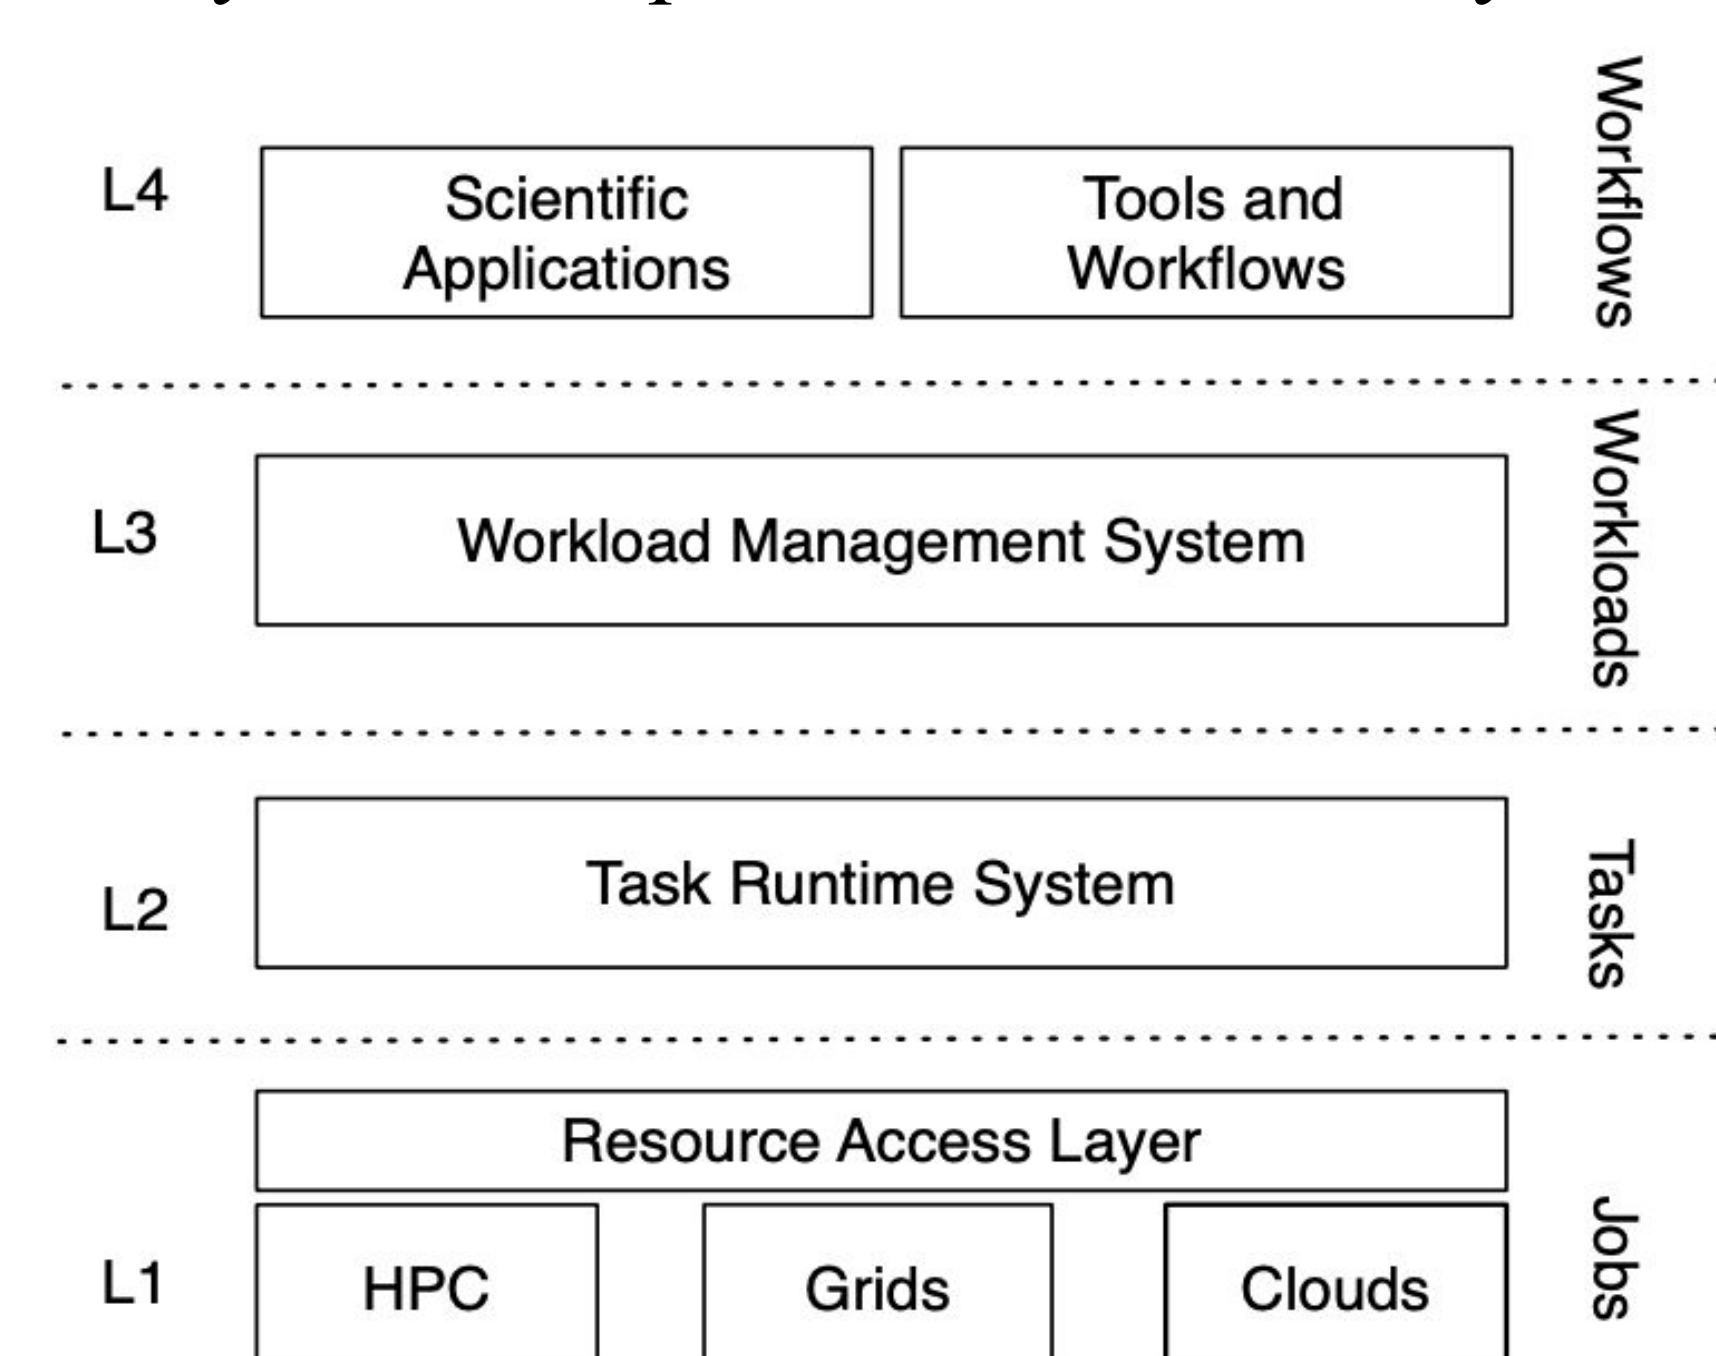 Workflows
L4
Scientific
Applications
Tools and
Workflows
L3
Workload Management System
Workloads
L2
Task Runtime System
Tasks
Resource Access Layer
L1
HPC
Grids
Clouds
Jobs